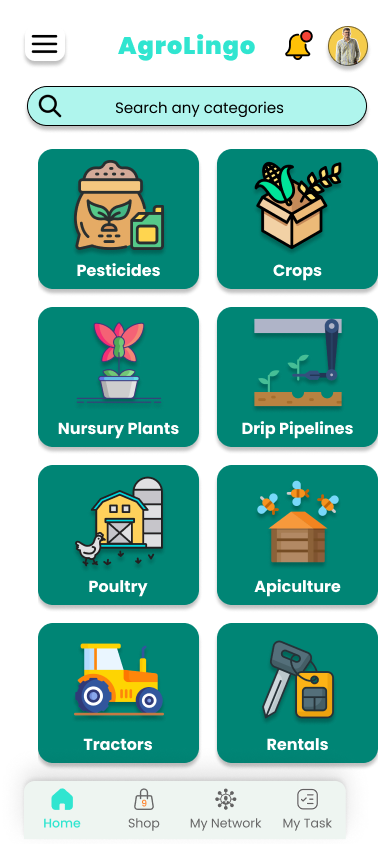 AgroLingo
Search any categories
Pesticides
Crops
Nursury Plants
Drip Pipelines
Poultry
Apiculture
Tractors
Rentals
9
Home
Shop
My Network
My Task